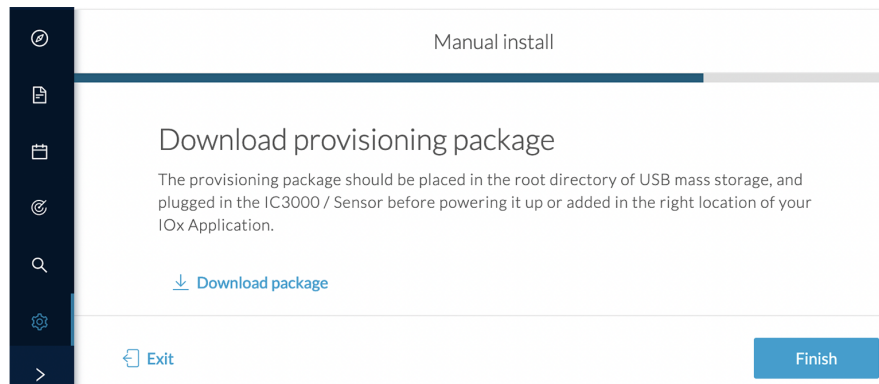 Manual install
Download provisioning package
The provisioning package should be placed in the root directory of USB mass storage, and
plugged in the IC3000 / Sensor before powering it up or added in the right location of your
IOx Application.
Download package
Exit
Finish